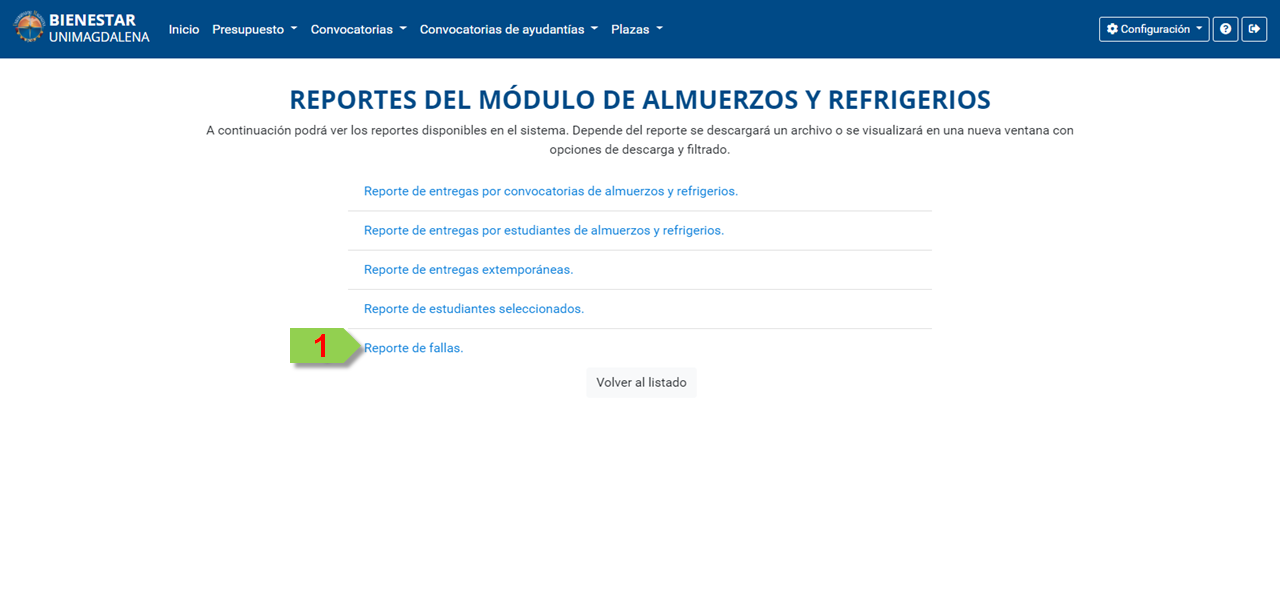 BIENESTAR
UNIMAGDALENA
Inicio Presupuesto Convocatorias Convocatorias de ayudantías Plazas Configuración
REPORTES DEL MÓDULO DE ALMUERZOS Y REFRIGERIOS
A continuación podrá ver los reportes disponibles en el sistema. Depende del reporte se descargará un archivo o se visualizará en una nueva ventana con
opciones de descarga y filtrado.
Reporte de entregas por convocatorias de almuerzos y refrigerios.
Reporte de entregas por estudiantes de almuerzos y refrigerios.
Reporte de entregas extemporáneas.
Reporte de estudiantes seleccionados.
1 Reporte de fallas.
Volver al listado